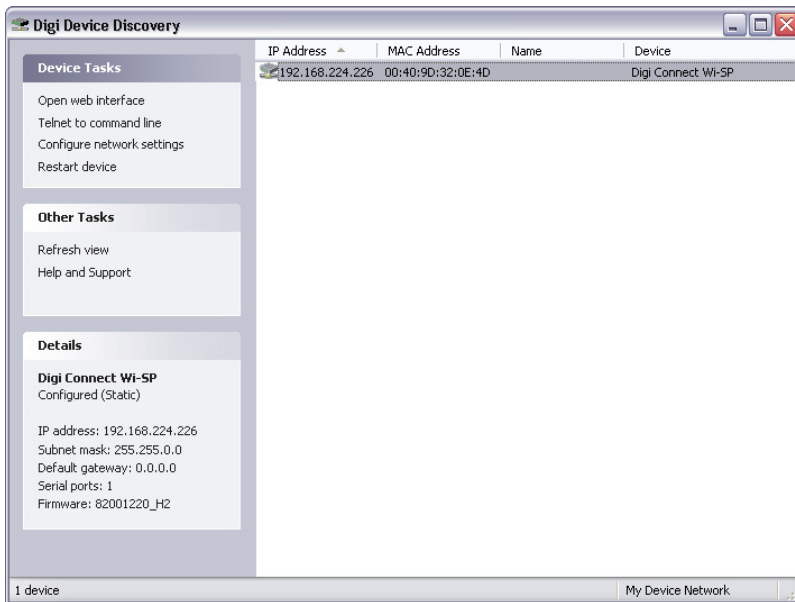 Digi Device Discovery
Device Tasks
Open web interface
Telnet to command line
Configure network settings
Restart device
Other Tasks
Refresh view
Help and Support
Details
Digi Connect Wi-SP
Configured (Static)
IP address: 192.168.224.226
Subnet mask: 255.255.0.0
Default gateway: 0.0.0.0
Serial ports: 1
Firmware: 82001220_H2
IP Address MAC Address Name Device
192.168.224.226 00:40:9D:32:0E:4D Digi Connect Wi-SP
1 device My Device Network